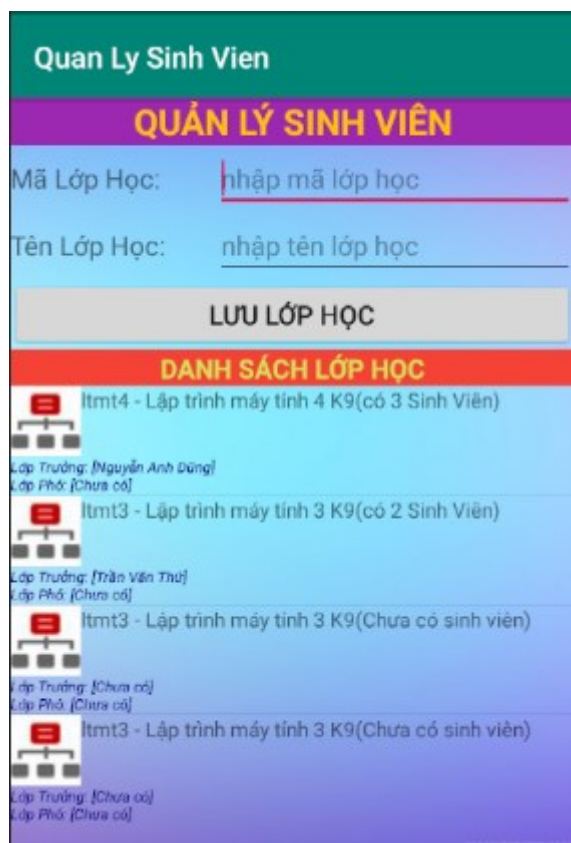 Quan Ly Sinh Vien
QUẢN LÝ SINH VIÊN
Mã Lớp Học: nhập mã lớp học
Tên Lớp Học: nhập tên lớp học
LƯU LỚP HỌC
DANH SÁCH LỚP HỌC
ltmt4 - Lập trình máy tính 4 K9(có 3 Sinh Viên)
Lớp Trưởng: [Nguyễn Anh Dũng]
Lớp Phó: [Chưa có]
ltmt3 - Lập trình máy tính 3 K9(có 2 Sinh Viên)
Lớp Trưởng: [Trần Văn Thứ]
Lớp Phó: [Chưa có]
ltmt3 - Lập trình máy tính 3 K9(Chưa có sinh viên)
Lớp Trưởng: [Chưa có]
Lớp Phó: [Chưa có]
ltmt3 - Lập trình máy tính 3 K9(Chưa có sinh viên)
Lớp Trưởng: [Chưa có]
Lớp Phó: [Chưa có]